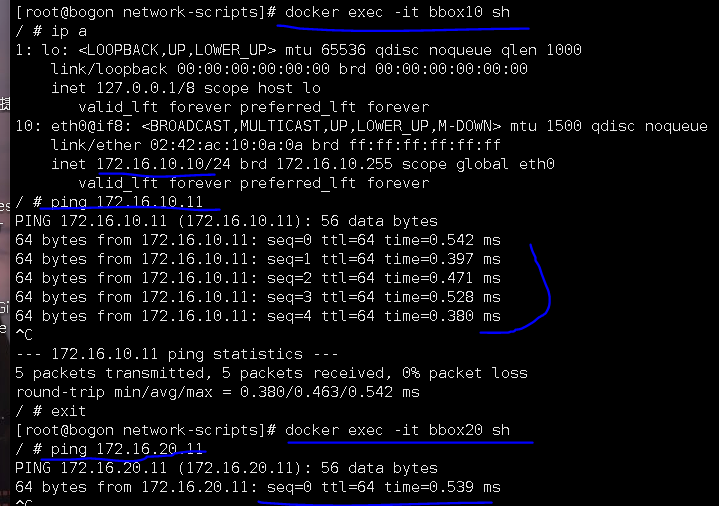 [root@bogon network-scripts]# docker exec -it bbox10 sh
/ # ip a
1: lo: <LOOPBACK,UP,LOWER_UP> mtu 65536 qdisc noqueue qlen 1000
    link/loopback 00:00:00:00:00:00 brd 00:00:00:00:00:00
    inet 127.0.0.1/8 scope host lo
       valid_lft forever preferred_lft forever
10: eth0@if8: <BROADCAST,MULTICAST,UP,LOWER_UP,M-DOWN> mtu 1500 qdisc noqueue
    link/ether 02:42:ac:10:0a:0a brd ff:ff:ff:ff:ff:ff
    inet 172.16.10.10/24 brd 172.16.10.255 scope global eth0
       valid_lft forever preferred_lft forever
/ # ping 172.16.10.11
PING 172.16.10.11 (172.16.10.11): 56 data bytes
64 bytes from 172.16.10.11: seq=0 ttl=64 time=0.542 ms
64 bytes from 172.16.10.11: seq=1 ttl=64 time=0.397 ms
64 bytes from 172.16.10.11: seq=2 ttl=64 time=0.471 ms
64 bytes from 172.16.10.11: seq=3 ttl=64 time=0.528 ms
64 bytes from 172.16.10.11: seq=4 ttl=64 time=0.380 ms
^C
--- 172.16.10.11 ping statistics ---
5 packets transmitted, 5 packets received, 0% packet loss
round-trip min/avg/max = 0.380/0.463/0.542 ms
/ # exit
[root@bogon network-scripts]# docker exec -it bbox20 sh
/ # ping 172.16.20.11
PING 172.16.20.11 (172.16.20.11): 56 data bytes
64 bytes from 172.16.20.11: seq=0 ttl=64 time=0.539 ms
^C